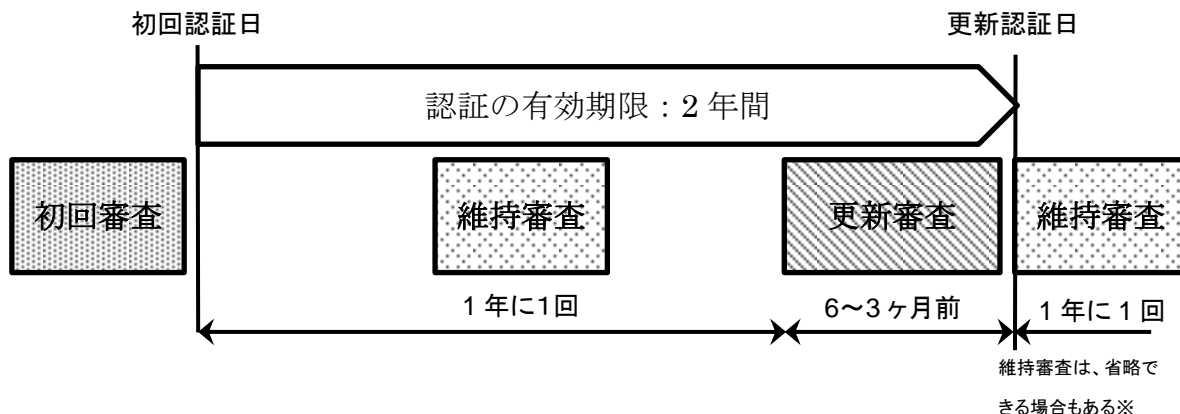 初回認証日
更新認証日
認証の有効期限：2 年間
初回審査
維持審査
更新審査
維持審査
1 年に1回
6～3 ヶ月前
1 年に 1 回
維持審査は、省略で
きる場合もある※